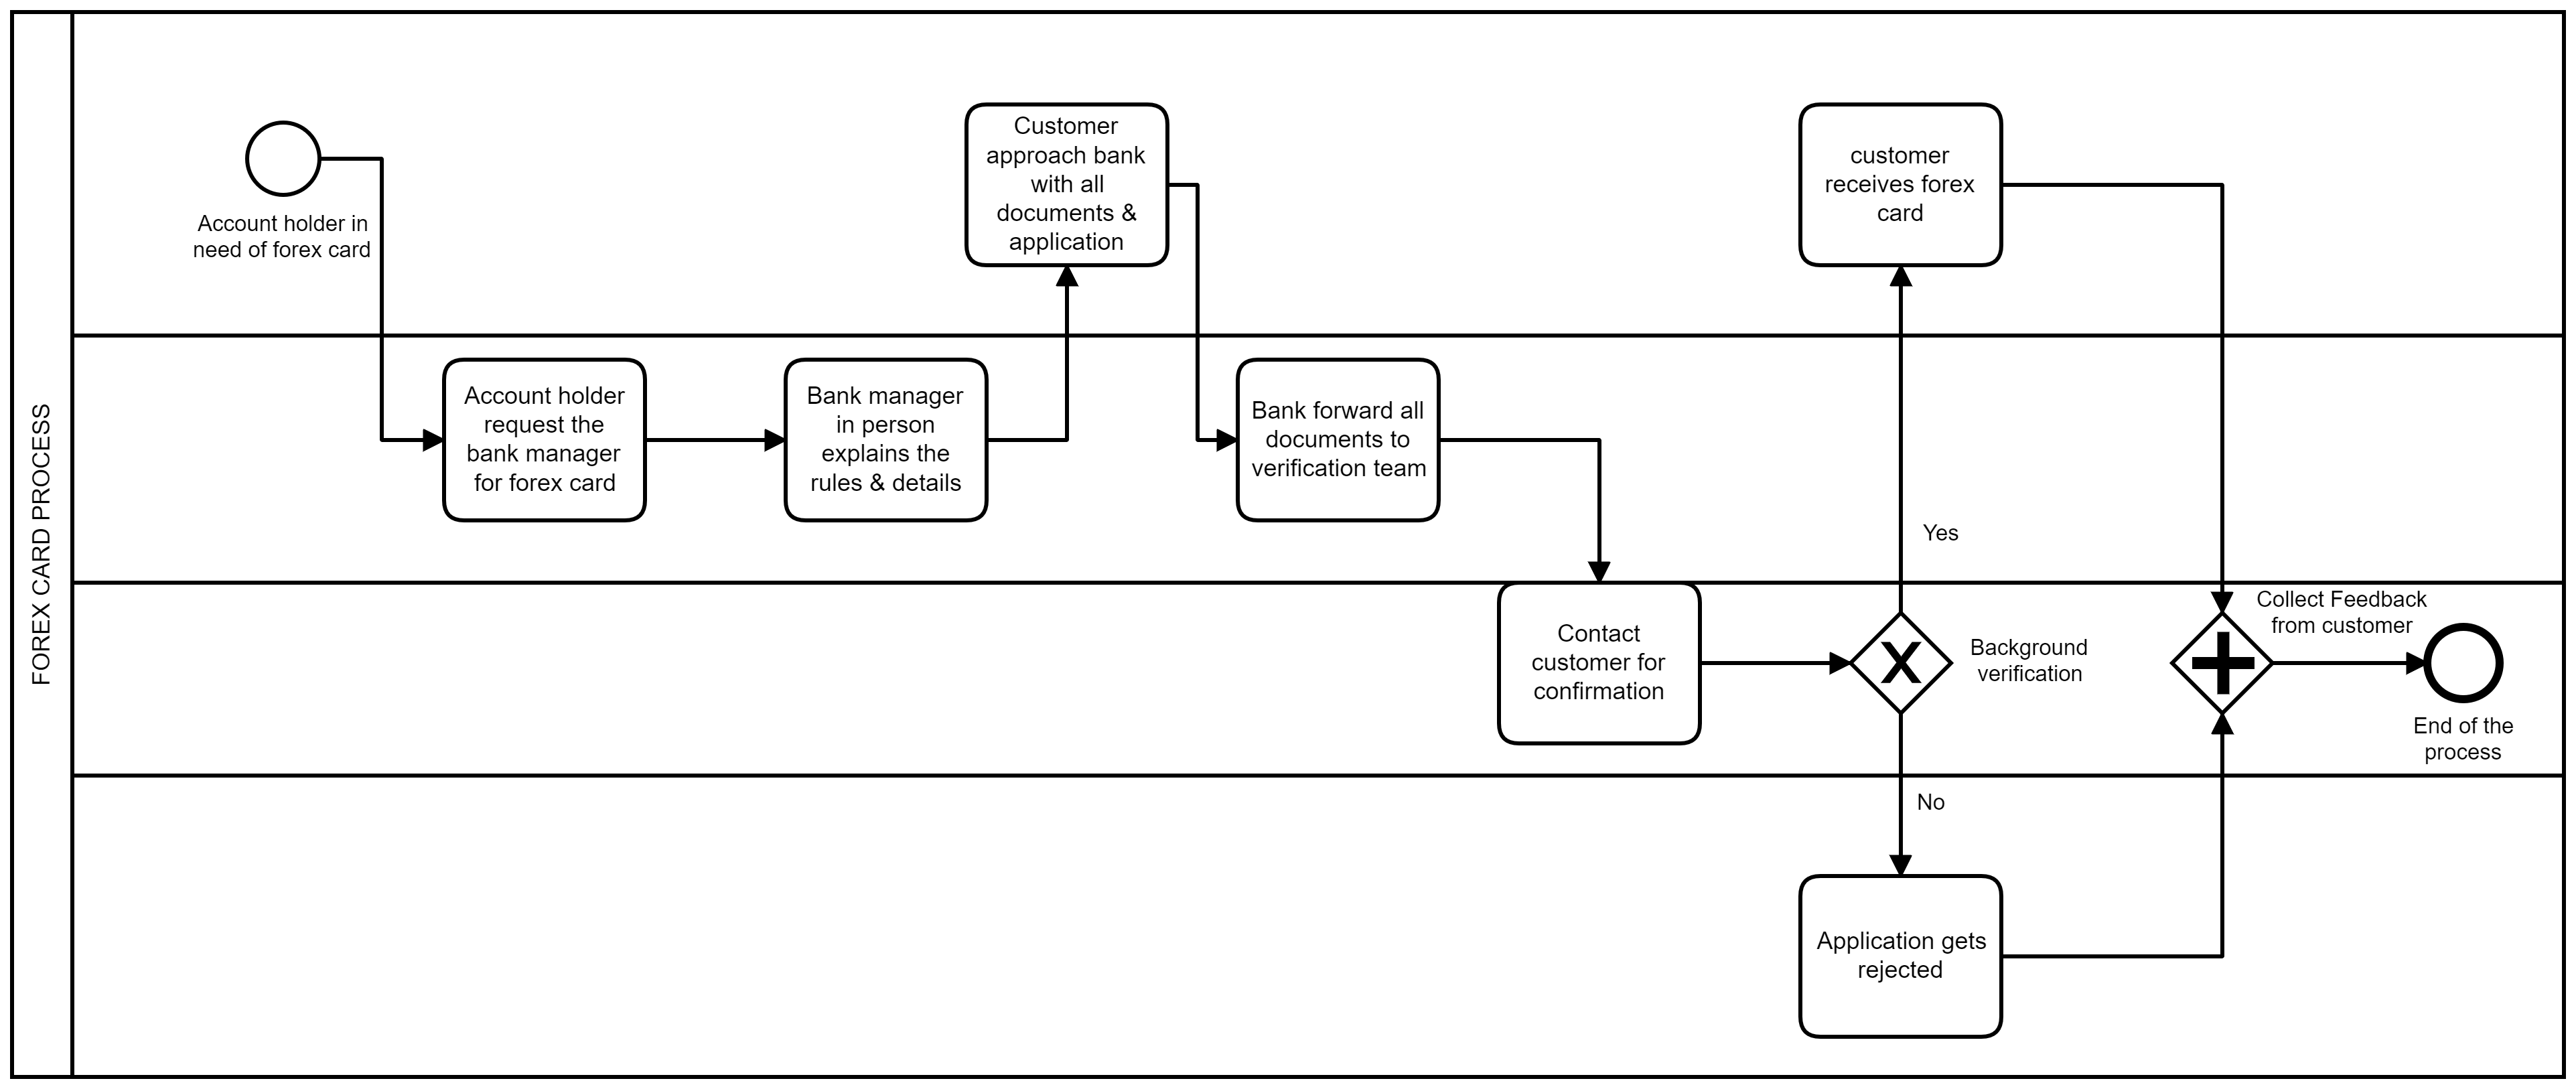 FOREX CARD PROCESS
Account holder in
need of forex card
Account holder
request the
bank manager
for forex card
Bank manager
in person
explains the
rules & details
Customer
approach bank
with all
documents &
application
Bank forward all
documents to
verification team
Contact
customer for
confirmation
X
Background
verification
Yes
customer
receives forex
card
No
Application gets
rejected
Collect Feedback
from customer
End of the
process